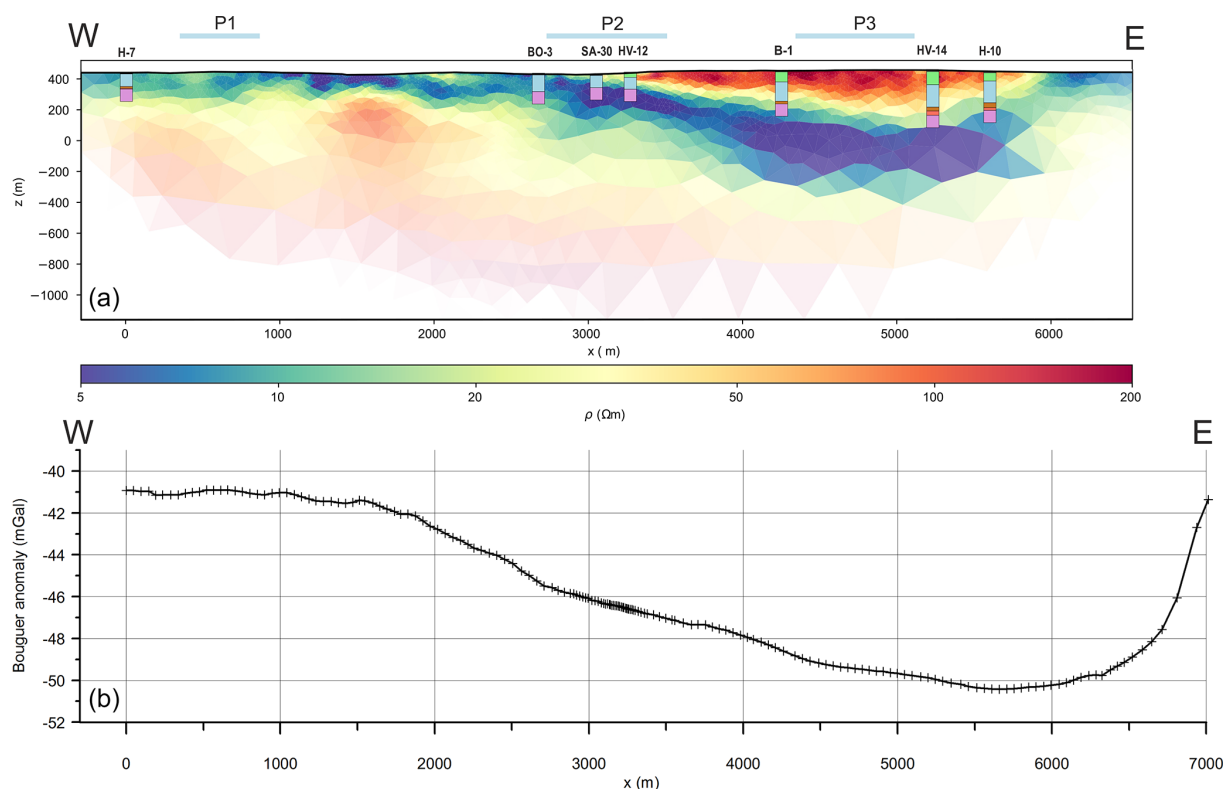 P1 P2 P3
W E
H-7 BO-3 SA-30 HV-12 B-1 HV-14 H-10
400
200
0
−200
−400
−600
−800
−1000
z (m)
(a)
0 1000 2000 3000 4000 5000 6000
x ( m)
5 10 20 50 100 200
ρ (Ωm)
W E
-40
-42
-44
-46
-48
-50
-52
Bouguer anomaly (mGal)
(b)
0 1000 2000 3000 4000 5000 6000 7000
x (m)